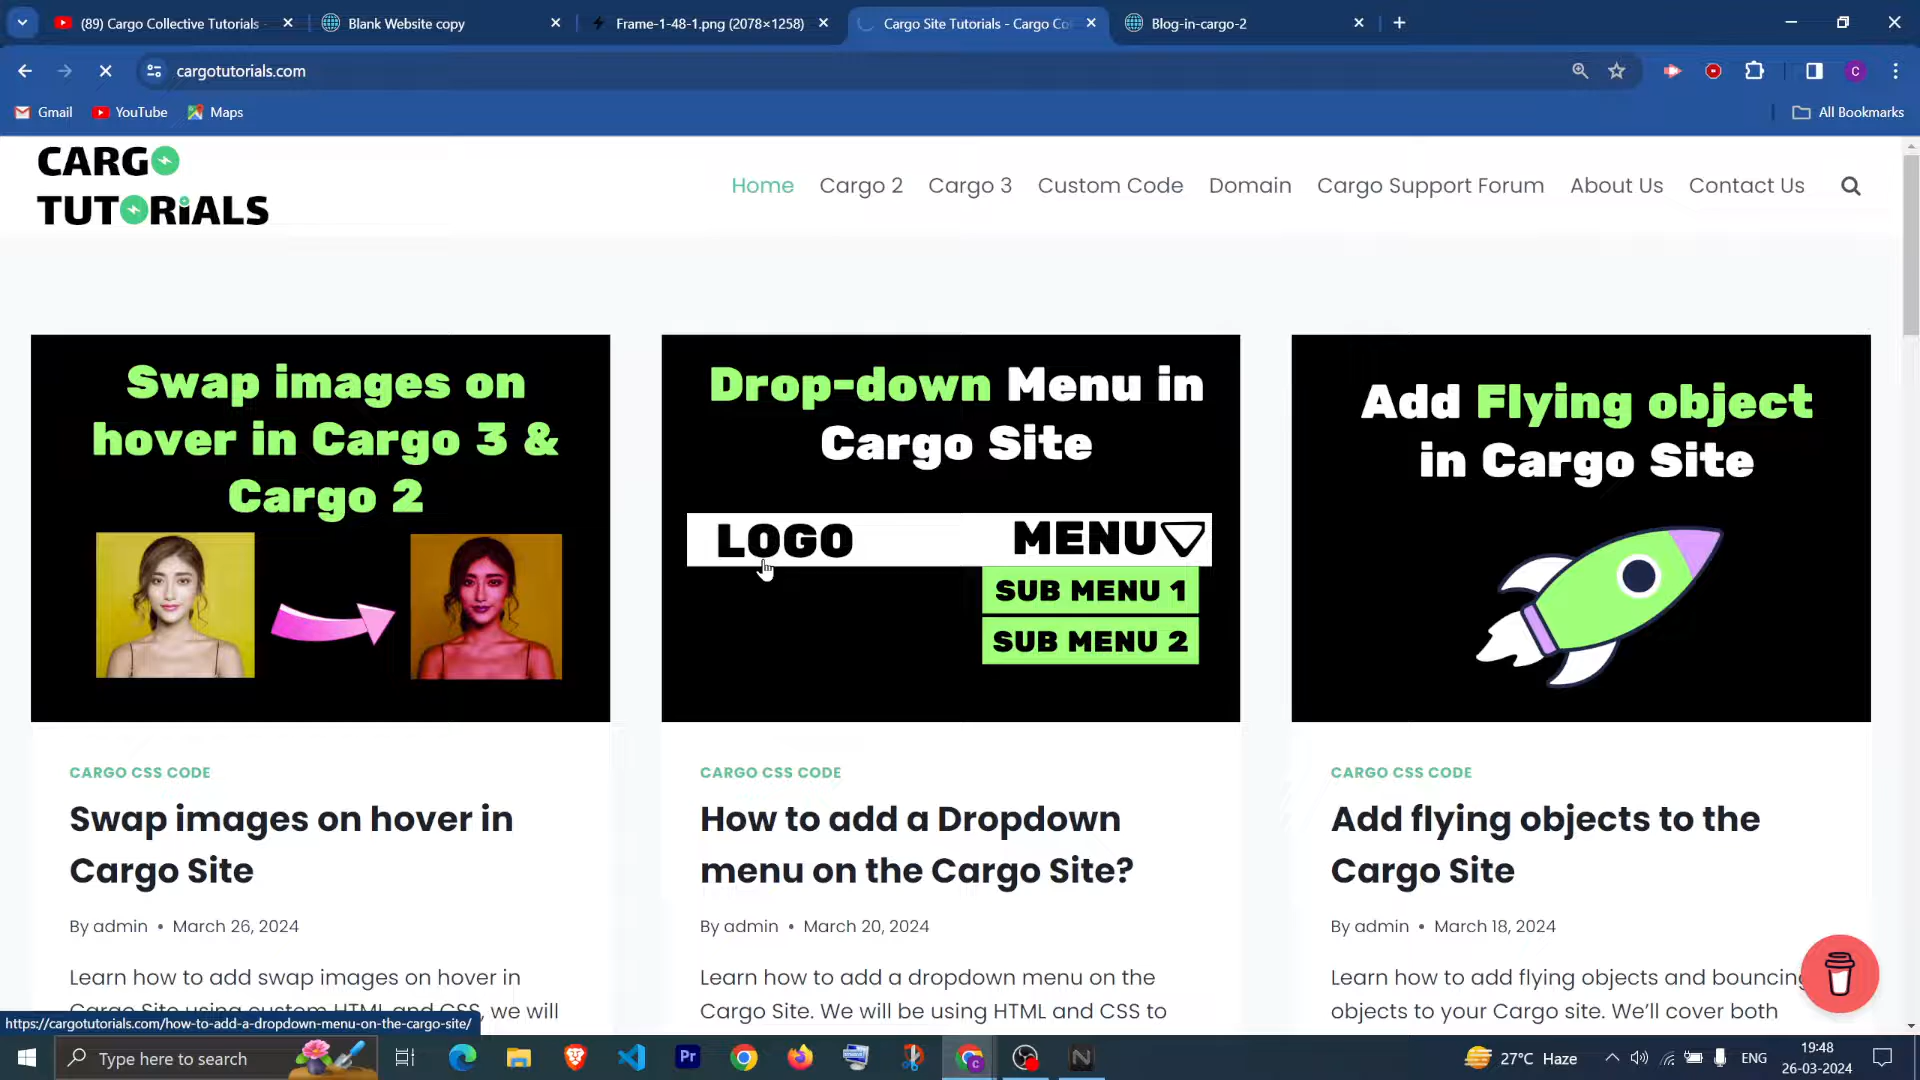 (89) Cargo Collective Tutorials -
Blank Website copy
Frame-1-48-1.png (2078×1258)
Cargo Site Tutorials - Cargo Co
Blog-in-cargo-2
cargotutorials.com
C
Gmail
YouTube
Maps
All Bookmarks
CARGO
TUTORiALS
Home
Cargo 2
Cargo 3
Custom Code
Domain
Cargo Support Forum
About Us
Contact Us
Swap images on
hover in Cargo 3 &
Cargo 2
Drop-down Menu in
Cargo Site
LOGO
MENU
SUB MENU 1
SUB MENU 2
Add Flying object
in Cargo Site
CARGO CSS CODE
Swap images on hover in
Cargo Site
By admin • March 26, 2024
Learn how to add swap images on hover in
Cargo Site using custom HTML and CSS, we will
CARGO CSS CODE
How to add a Dropdown
menu on the Cargo Site?
By admin • March 20, 2024
Learn how to add a dropdown menu on the
Cargo Site. We will be using HTML and CSS to
CARGO CSS CODE
Add flying objects to the
Cargo Site
By admin • March 18, 2024
Learn how to add flying objects and bouncing
objects to your Cargo site. We'll cover both
https://cargotutorials.com/how-to-add-a-dropdown-menu-on-the-cargo-site/
Type here to search
Pr
C
N
27°C Haze
ENG
19:48
26-03-2024